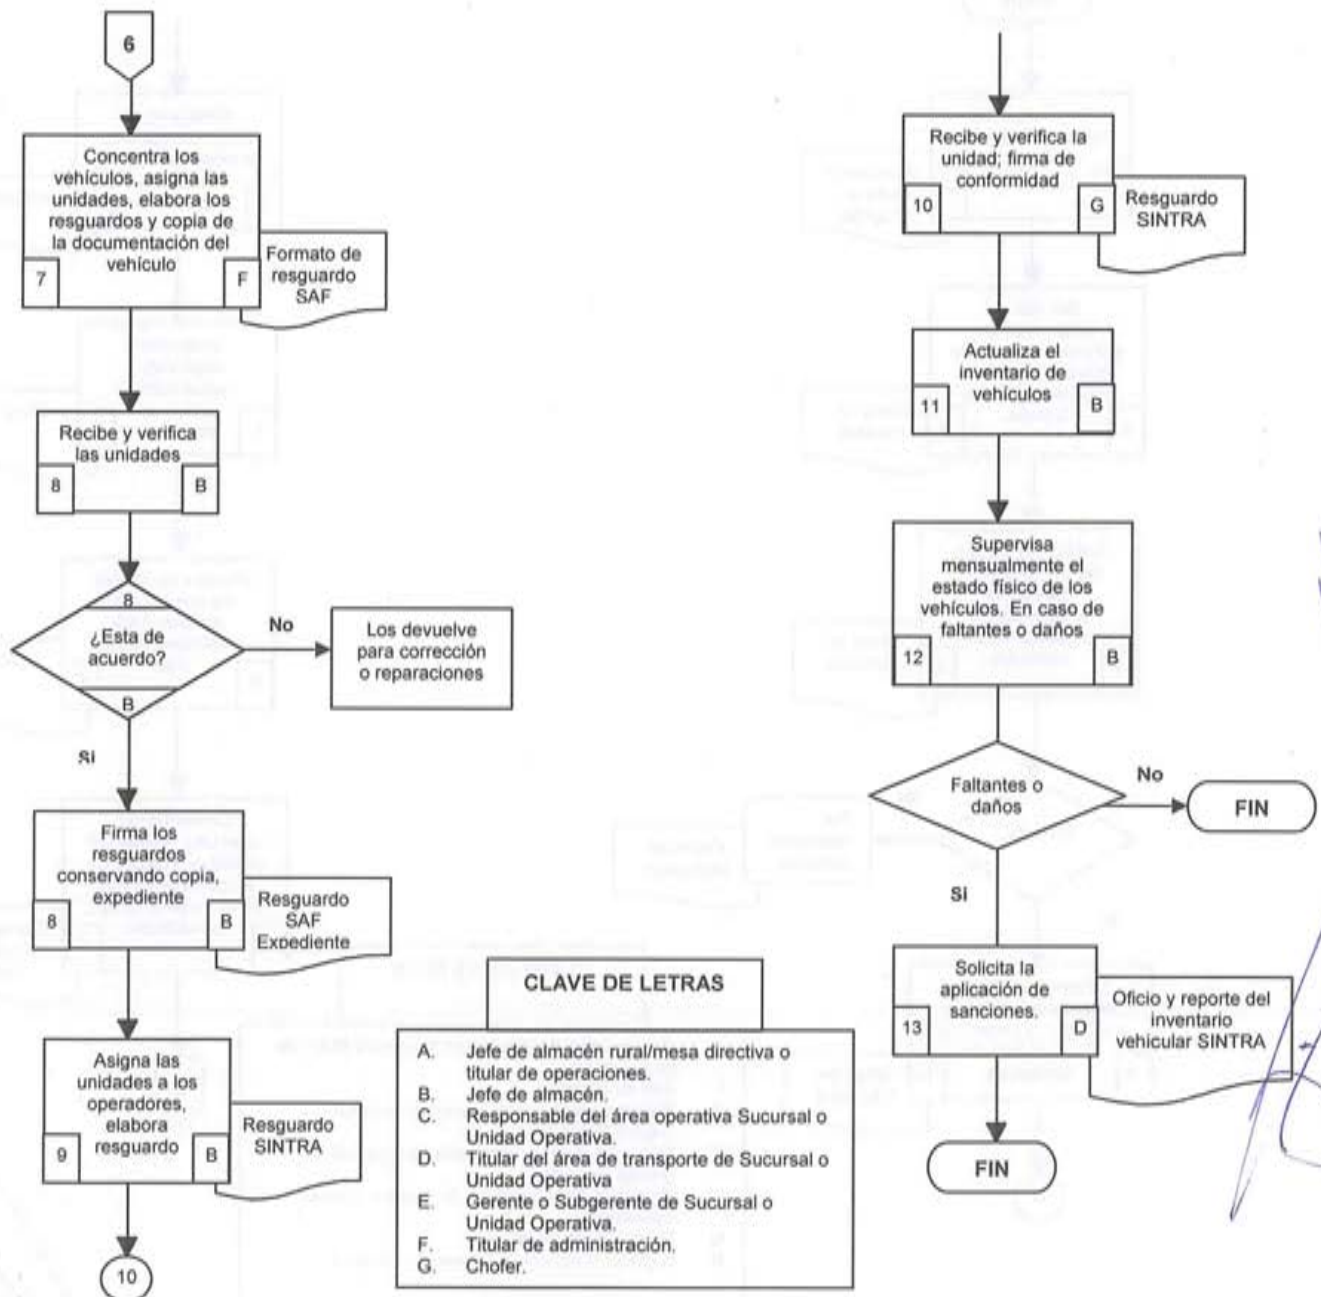 6
Concentra los
vehículos, asigna las
unidades, elabora los
resguardos y copia de
la documentación del
vehículo
7
F
Formato de
resguardo
SAF
Recibe y verifica
las unidades
8
B
8
¿Esta de
acuerdo?
B
No
Los devuelve
para corrección
o reparaciones
Si
Firma los
resguardos
conservando copia,
expediente
8
B
Resguardo
SAF
Expediente
Asigna las
unidades a los
operadores,
elabora
resguardo
9
B
Resguardo
SINTRA
10
CLAVE DE LETRAS
A. Jefe de almacén rural/mesa directiva o
titular de operaciones.
B. Jefe de almacén.
C. Responsable del área operativa Sucursal o
Unidad Operativa.
D. Titular del área de transporte de Sucursal o
Unidad Operativa
E. Gerente o Subgerente de Sucursal o
Unidad Operativa.
F. Titular de administración.
G. Chofer.
Recibe y verifica la
unidad; firma de
conformidad
10
G
Resguardo
SINTRA
Actualiza el
inventario de
vehículos
11
B
Supervisa
mensualmente el
estado físico de los
vehículos. En caso de
faltantes o daños
12
B
Faltantes o
daños
No
FIN
Si
Solicita la
aplicación de
sanciones.
13
D
Oficio y reporte del
inventario
vehicular SINTRA
FIN